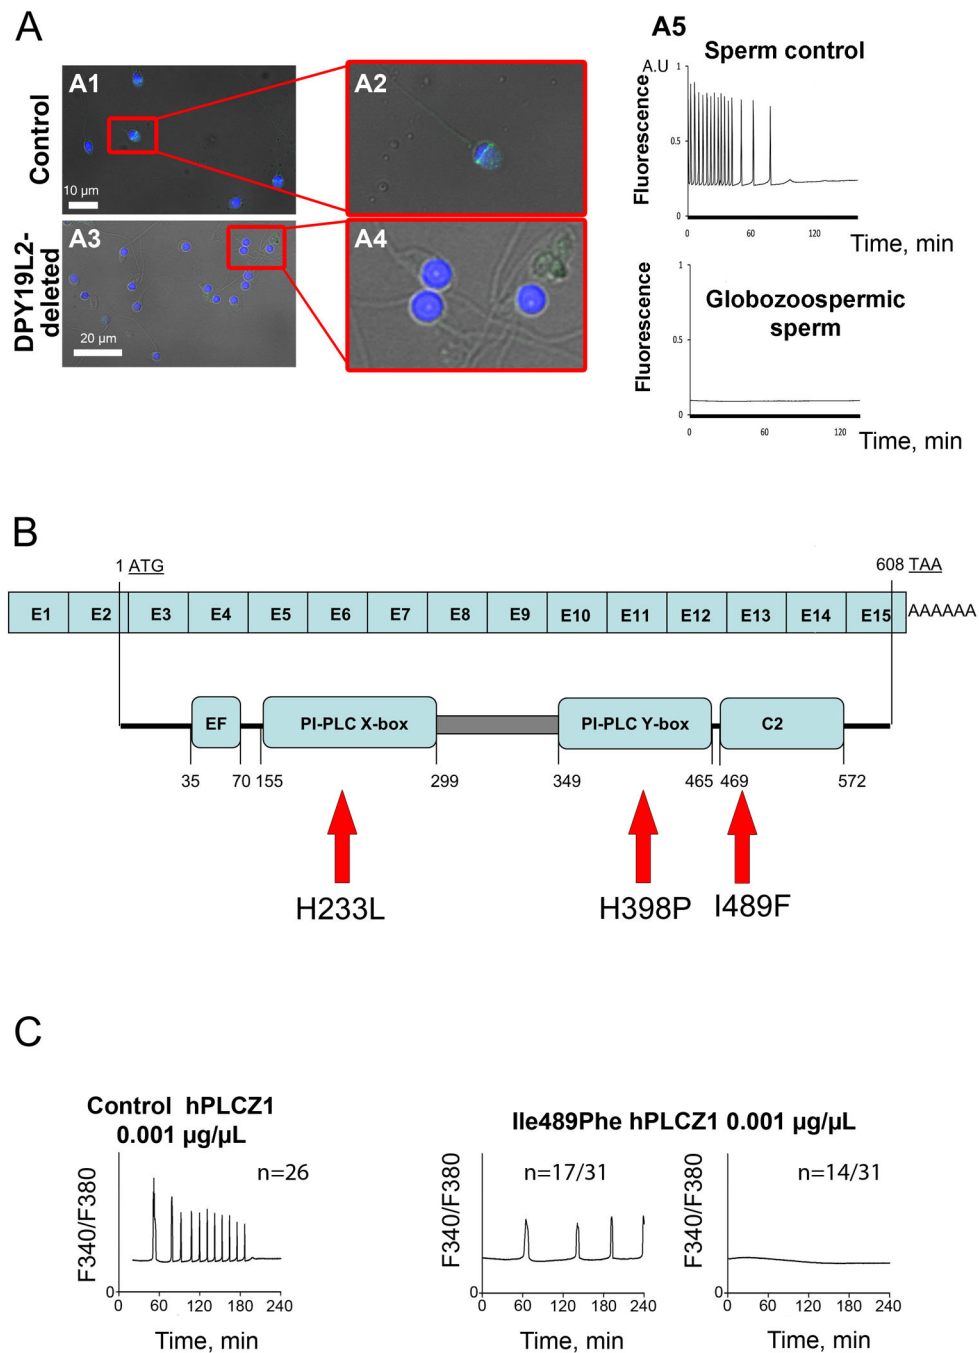 A
A1
Control
10 µm
A2
A3
DPY19L2-
deleted
20 µm
A4
A5
Sperm control
A.U
1
Fluorescence
0.5
0
0 60 120
Time, min
1
Globozoospermic
sperm
Fluorescence
0.5
0
0 60 120
Time, min
B
1 ATG
608 TAA
E1 E2 E3 E4 E5 E6 E7 E8 E9 E10 E11 E12 E13 E14 E15 AAAAAA
EF PI-PLC X-box PI-PLC Y-box C2
35 70 155 299 349 465 469 572
H233L H398P I489F
C
Control hPLCZ1
0.001 µg/µL
n=26
F340/F380
0
0 60 120 180 240
Time, min
Ile489Phe hPLCZ1 0.001 µg/µL
n=17/31
F340/F380
0
0 60 120 180 240
Time, min
n=14/31
F340/F380
0
0 60 120 180 240
Time, min